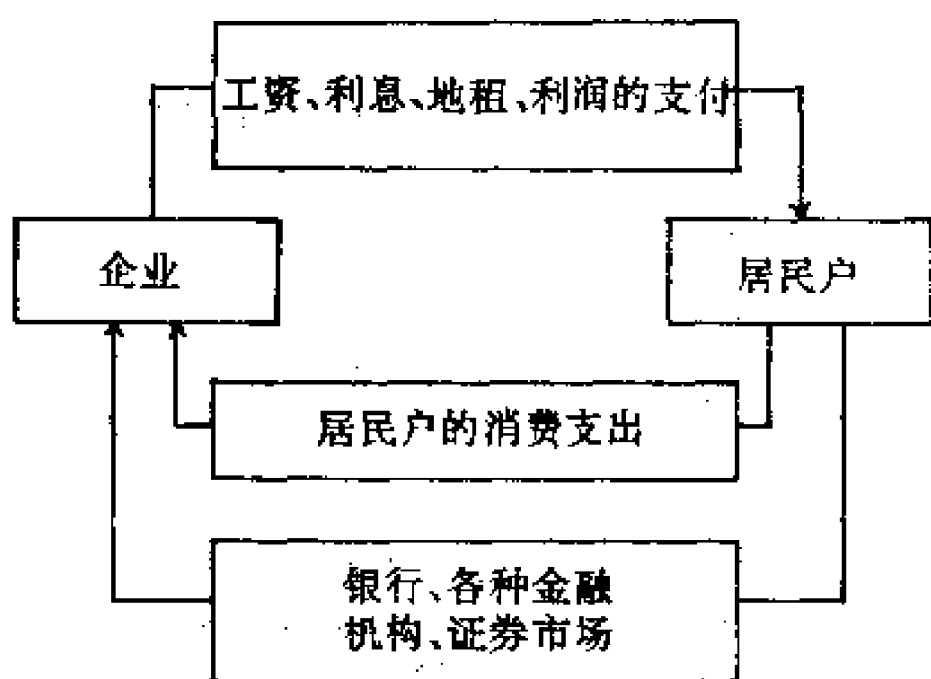 工资、利息、地租、利润的支付
企业
居民户
居民户的消费支出
银行、各种金融
机构、证券市场